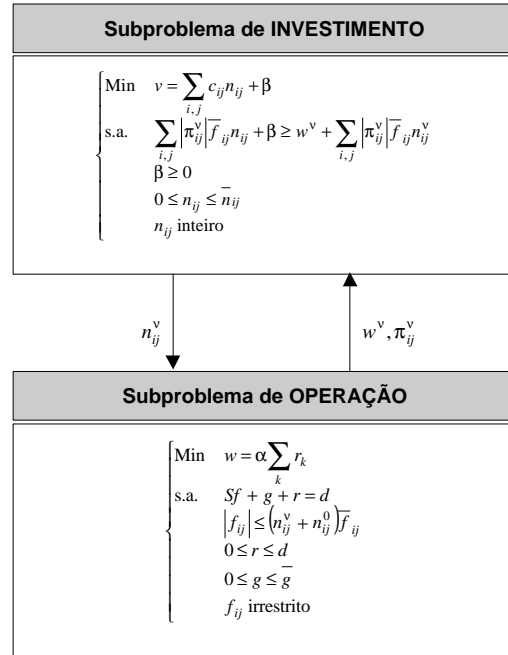 Subproblema de INVESTIMENTO
Min v = ∑_{i,j} c_{ij} n_{ij} + β
s.a. ∑_{i,j} |π_{ij}^ν| f̅_{ij} n_{ij} + β ≥ w^ν + ∑_{i,j} |π_{ij}^ν| f̅_{ij} n_{ij}^ν
β ≥ 0
0 ≤ n_{ij} ≤ n̅_{ij}
n_{ij} inteiro
n_{ij}^ν
w^ν, π_{ij}^ν
Subproblema de OPERAÇÃO
Min w = α ∑_k r_k
s.a. Sf + g + r = d
|f_{ij}| ≤ (n_{ij}^ν + n_{ij}^0) f̅_{ij}
0 ≤ r ≤ d
0 ≤ g ≤ g̅
f_{ij} irrestrito